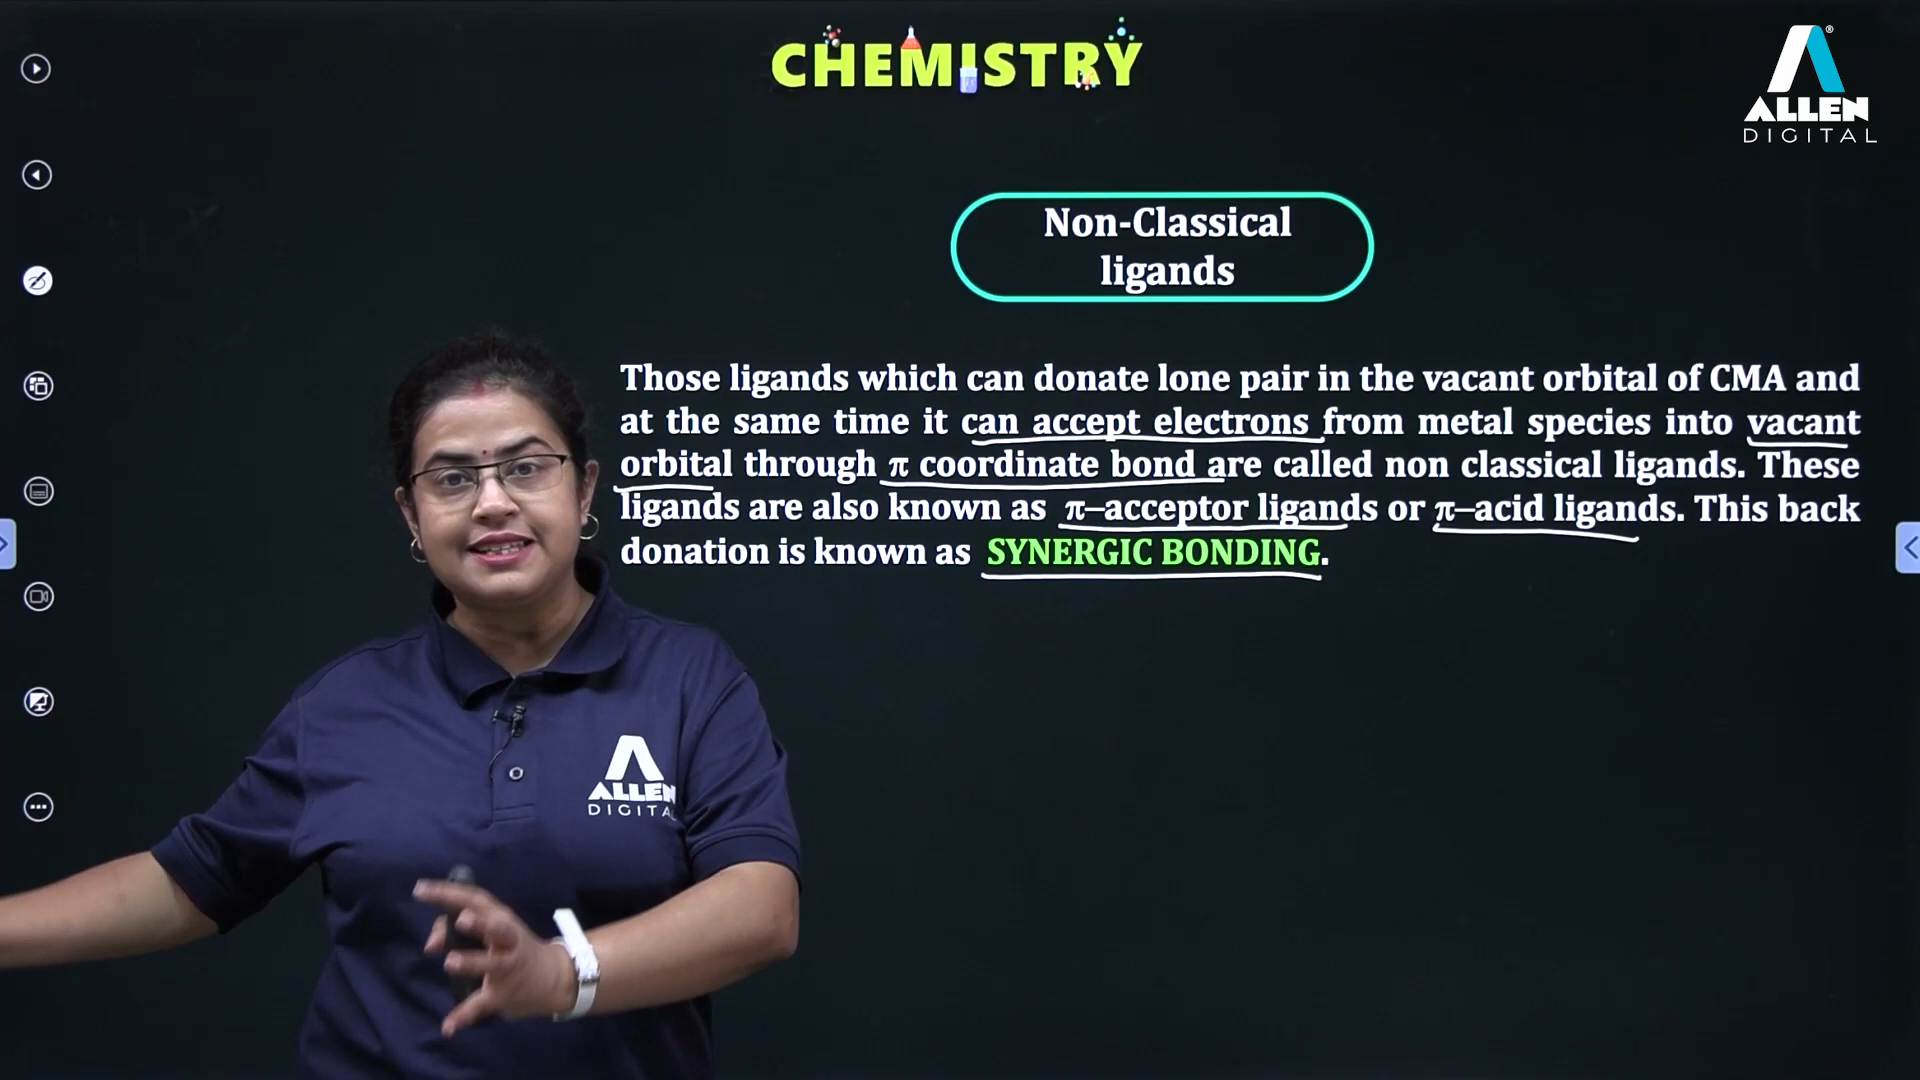 CHEMISTRY
ALLEN
DIGITAL
Non-Classical
ligands
Those ligands which can donate lone pair in the vacant orbital of CMA and
at the same time it can accept electrons from metal species into vacant
orbital through π coordinate bond are called non classical ligands. These
ligands are also known as π–acceptor ligands or π–acid ligands. This back
donation is known as SYNERGIC BONDING.
ALLEN
DIGITAL